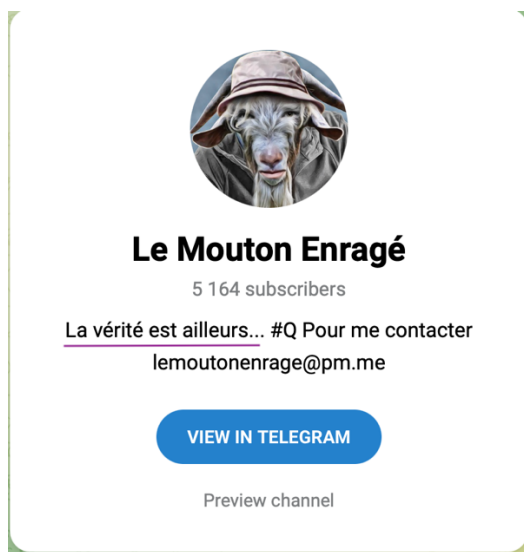 Le Mouton Enragé
5 164 subscribers
La vérité est ailleurs... #Q Pour me contacter
lemoutonenrage@pm.me
VIEW IN TELEGRAM
Preview channel